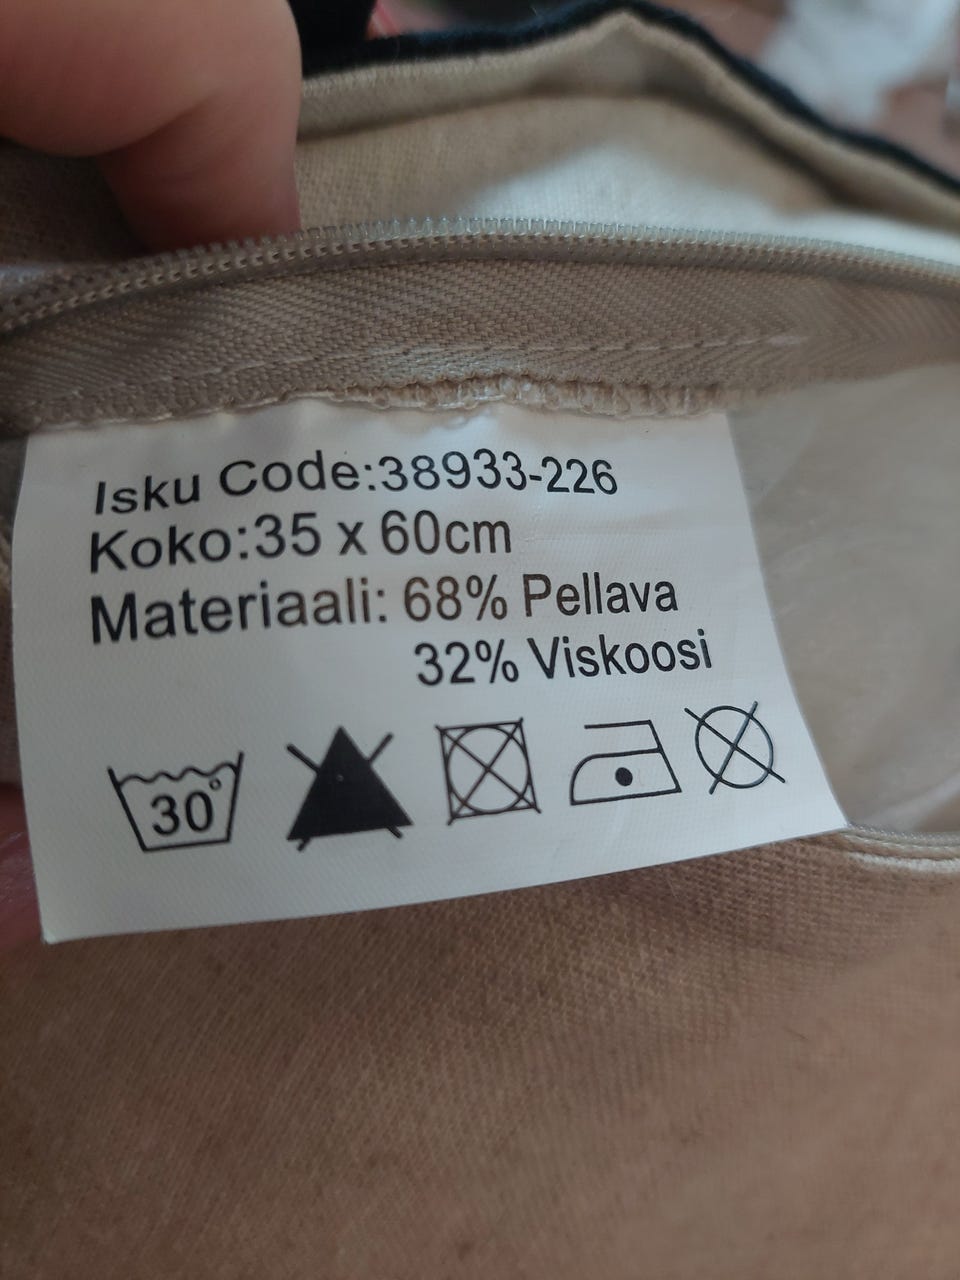 Isku Code:38933-226
Koko:35 x 60cm
Materiaali: 68% Pellava
32% Viskoosi
30°